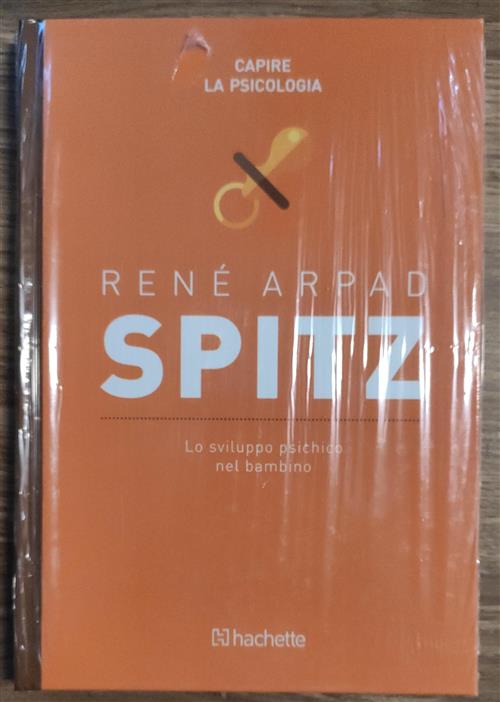 CAPIRE
LA PSICOLOGIA
RENÉ ARPAD
SPITZ
Lo sviluppo psichico
nel bambino
hachette